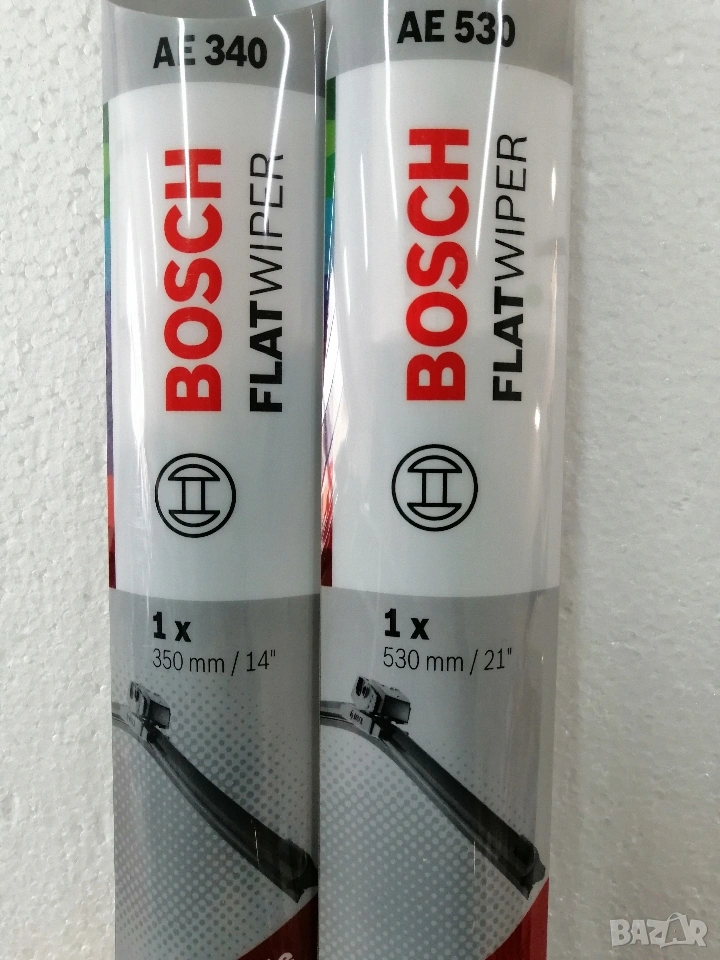 AE 340
BOSCH
FLATWIPER
1 x
350 mm / 14"
AE 530
BOSCH
FLATWIPER
1 x
530 mm / 21"
BAZAR